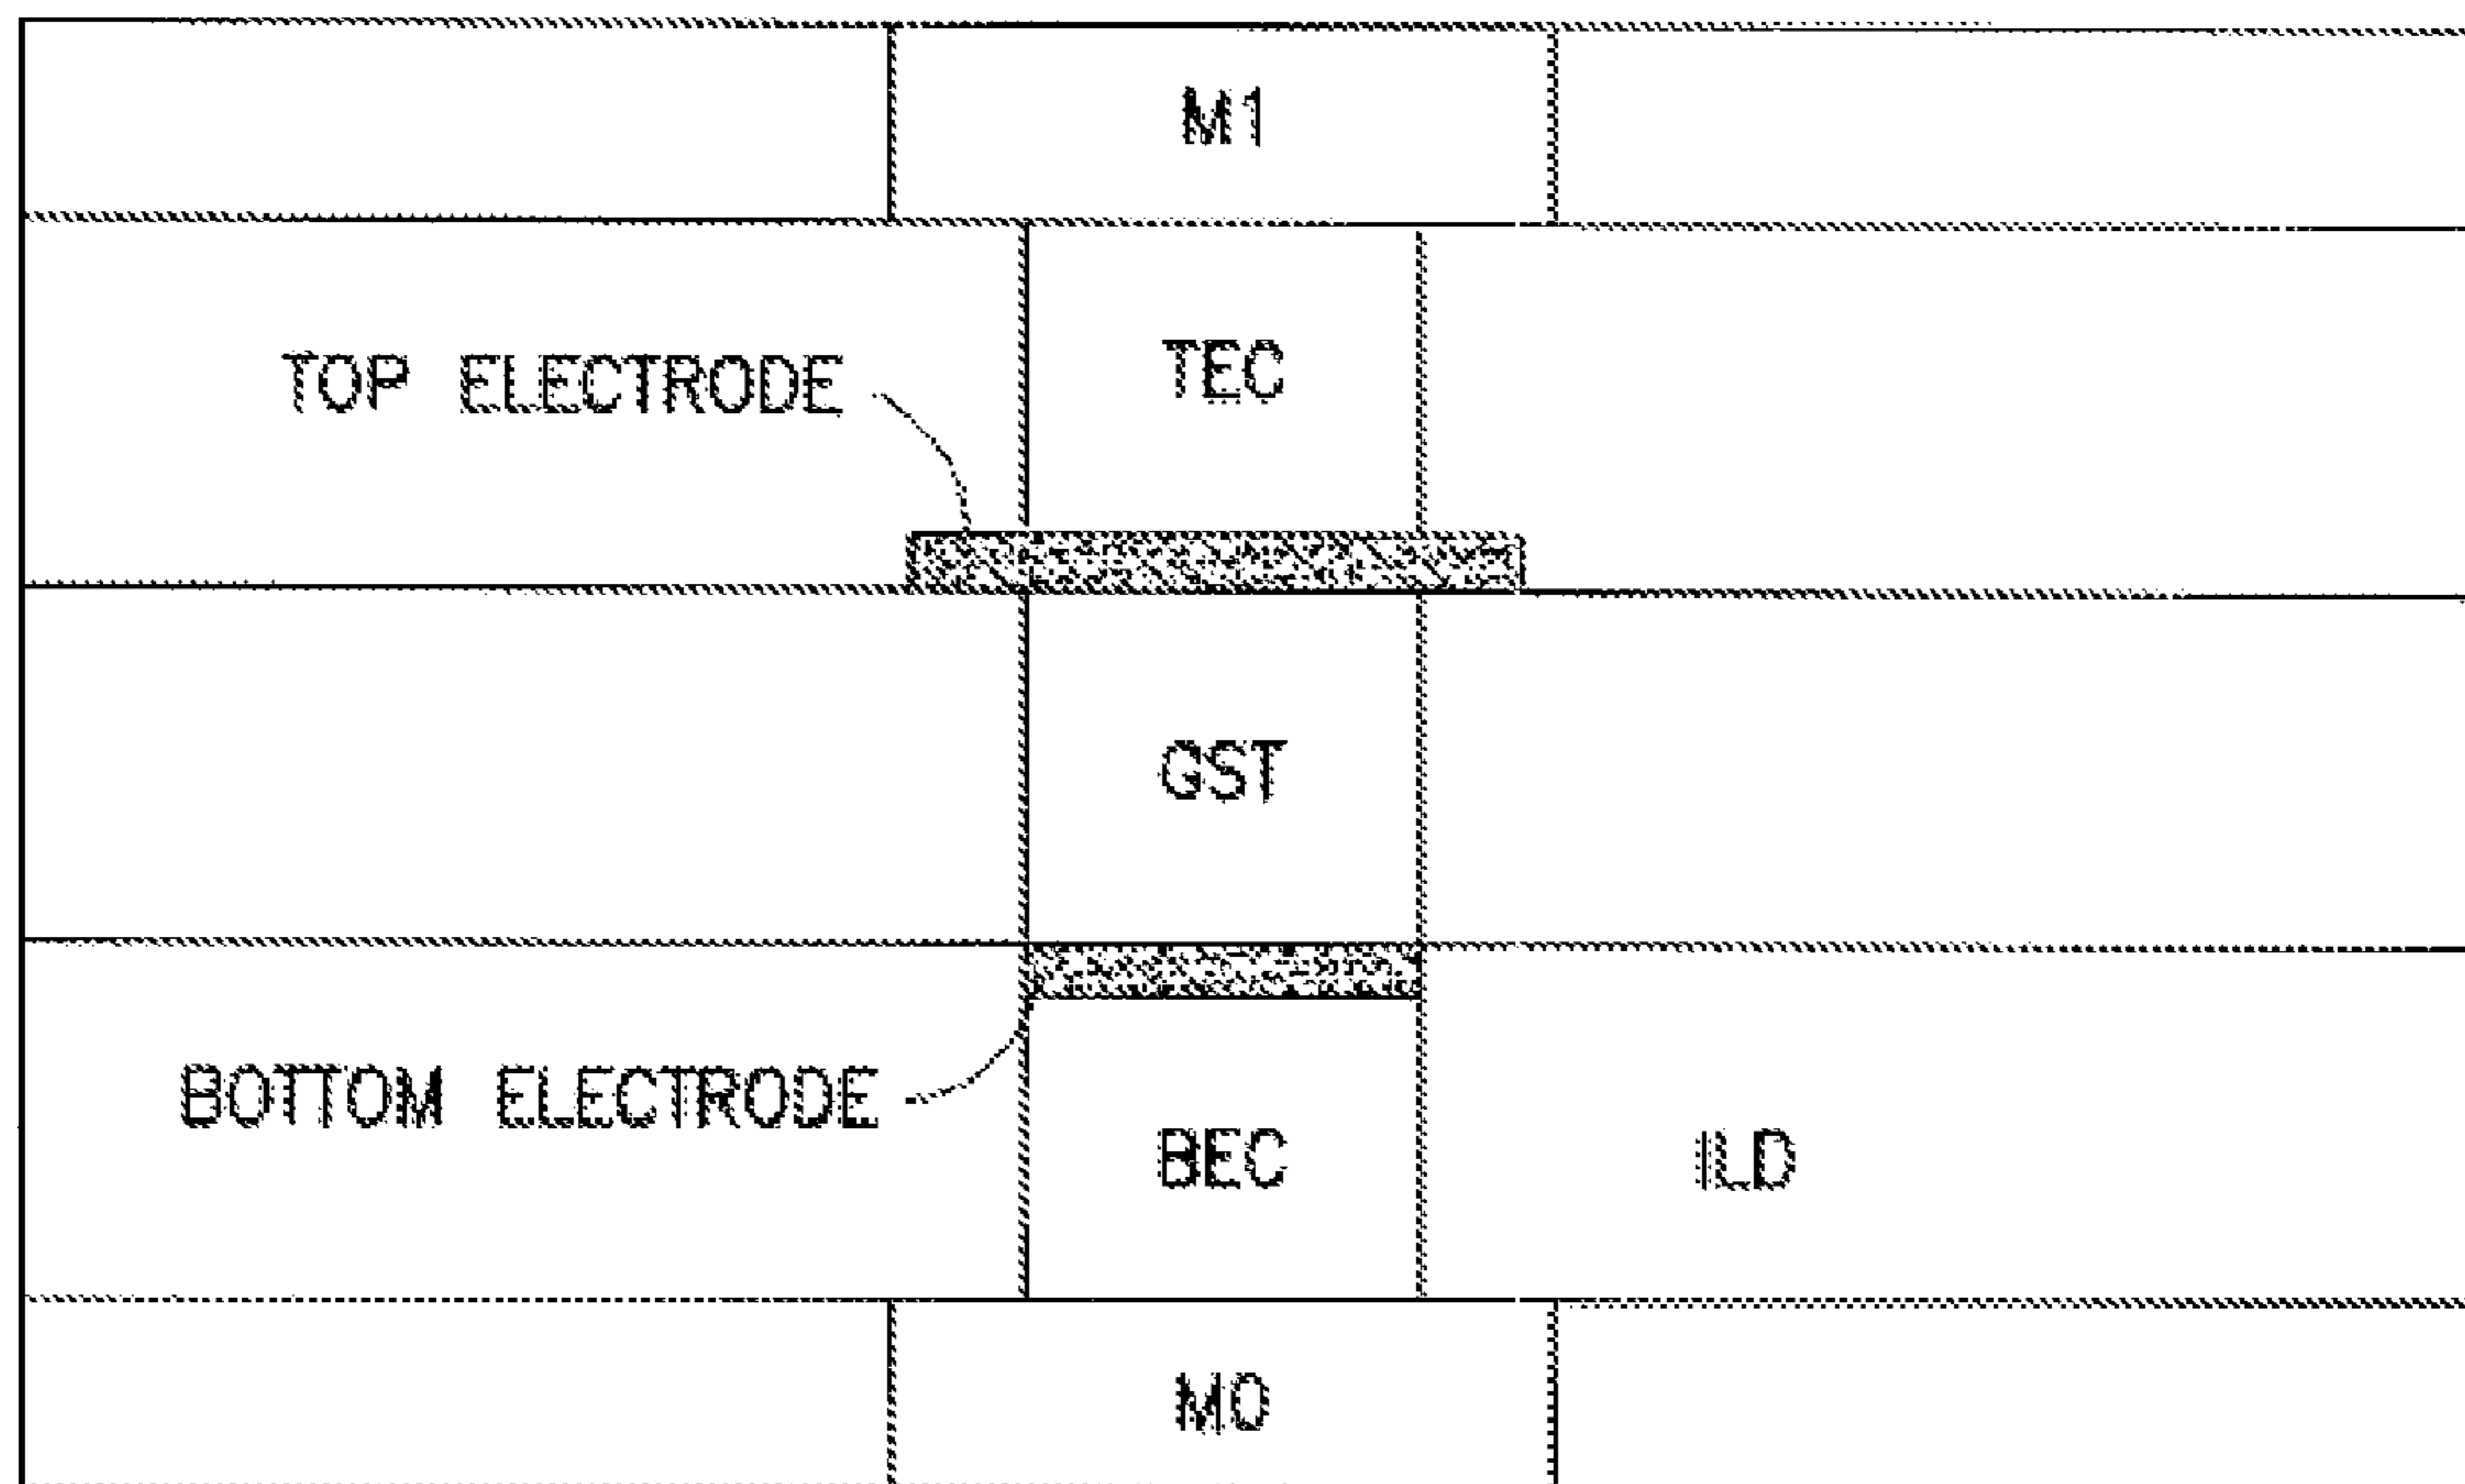 M1
TOP ELECTRODE
TEC
GST
BOTTOM ELECTRODE
BEC
ILD
M0